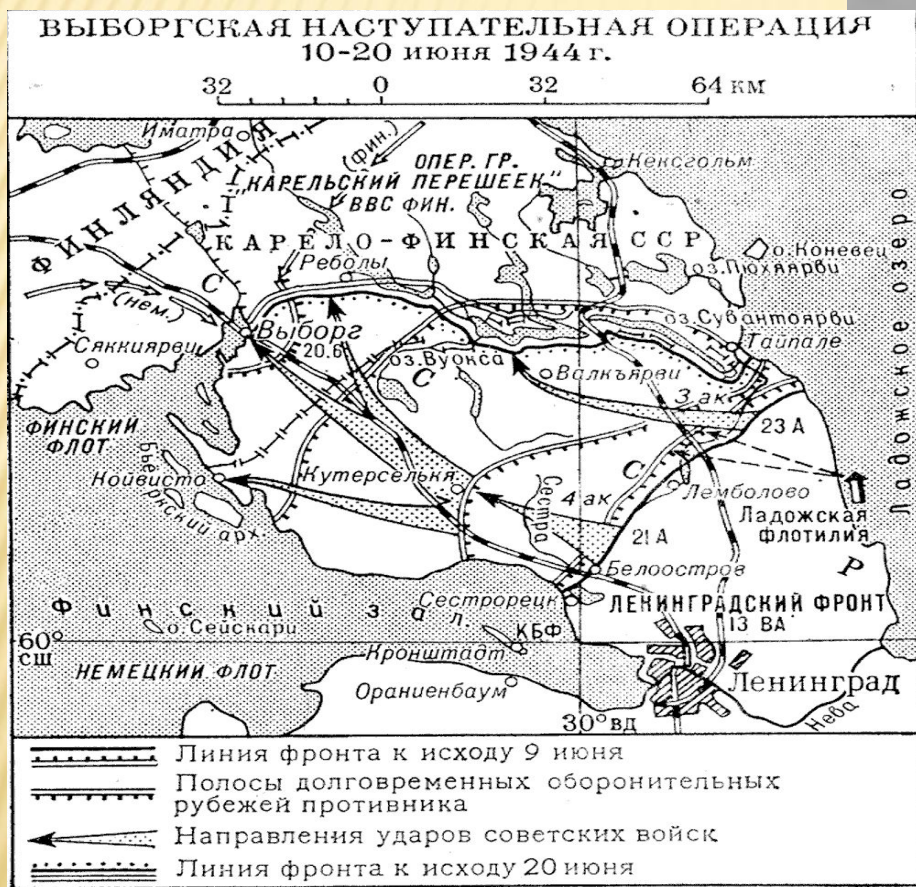 ВЫБОРГСКАЯ НАСТУПАТЕЛЬНАЯ ОПЕРАЦИЯ
10-20 июня 1944 г.
32 0 32 64 км
Иматра
(фин.)
ОПЕР. ГР.
"КАРЕЛЬСКИЙ ПЕРЕШЕЕК"
ВВС ФИН.
Кексгольм
ФИНЛЯНДИЯ
КАРЕЛО-ФИНСКАЯ ССР
о. Коневец
Реболы
оз. Пюхяярви
Ладожское озеро
(нем.)
С
Выборг
20.6
оз. Субантоярви
Тайпале
Сяккиярви
оз. Вуокса
Валкъярви
С
3 ак
23 А
ФИНСКИЙ
ФЛОТ
Бьёркский арх.
Койвисто
Кутерселькя
Сестра
4 ак
С
Лемболово
Ладожская
флотилия
21 А
Р
Белоостров
Финский зал.
Сестрорецк
ЛЕНИНГРАДСКИЙ ФРОНТ
13 ВА
о. Сейскари
КБФ
60°
сш
Кронштадт
НЕМЕЦКИЙ ФЛОТ
Ораниенбаум
Ленинград
30° вд
Нева
Линия фронта к исходу 9 июня
Полосы долговременных оборонительных
рубежей противника
Направления ударов советских войск
Линия фронта к исходу 20 июня